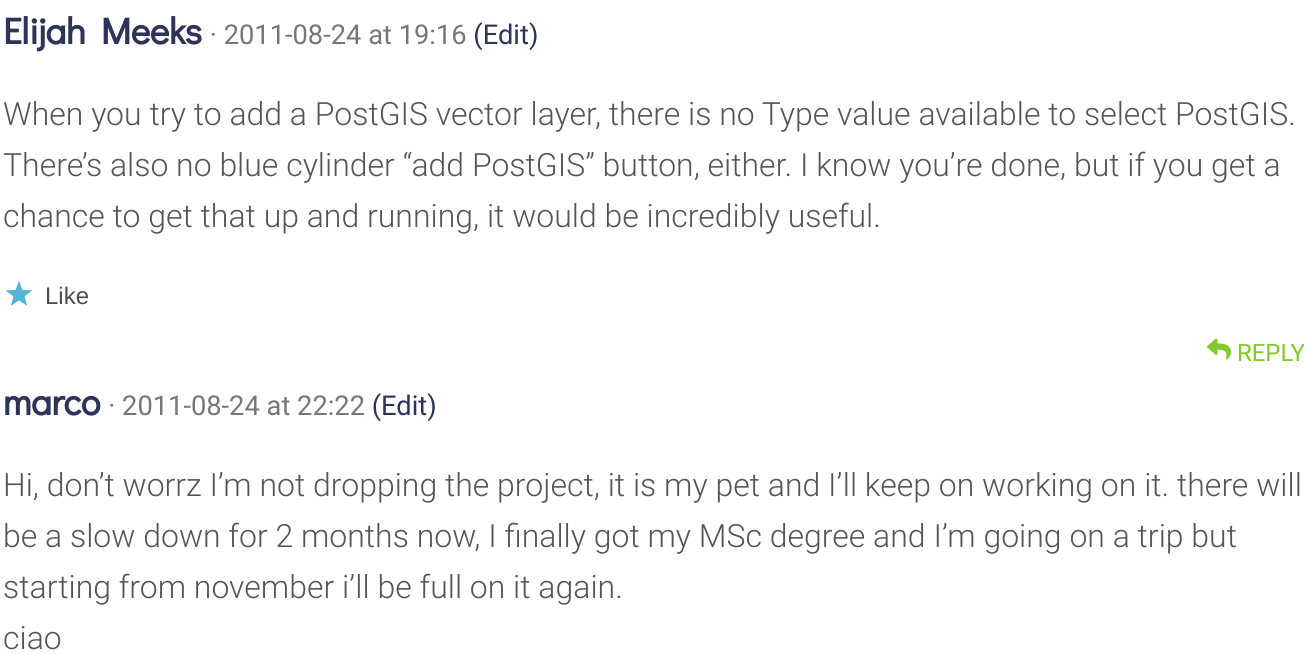 Elijah Meeks · 2011-08-24 at 19:16 (Edit)
When you try to add a PostGIS vector layer, there is no Type value available to select PostGIS.
There’s also no blue cylinder “add PostGIS” button, either. I know you’re done, but if you get a
chance to get that up and running, it would be incredibly useful.
Like
REPLY
marco · 2011-08-24 at 22:22 (Edit)
Hi, don’t worrz I’m not dropping the project, it is my pet and I’ll keep on working on it. there will
be a slow down for 2 months now, I finally got my MSc degree and I’m going on a trip but
starting from november i’ll be full on it again.
ciao